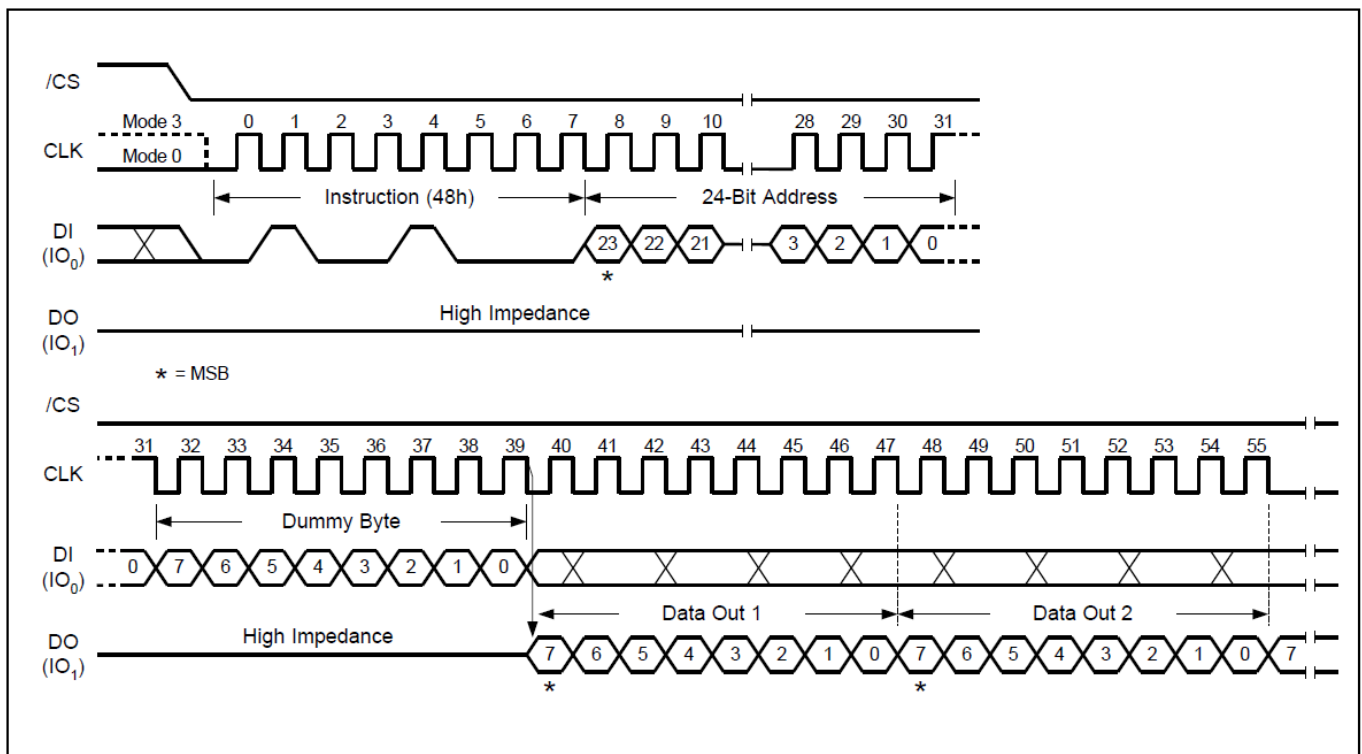 /CS
Mode 3
0 1 2 3 4 5 6 7 8 9 10 28 29 30 31
CLK
Mode 0
Instruction (48h) 24-Bit Address
DI
(IO0)
23 22 21 3 2 1 0
*
DO
(IO1)
High Impedance
* = MSB
/CS
31 32 33 34 35 36 37 38 39 40 41 42 43 44 45 46 47 48 49 50 51 52 53 54 55
CLK
Dummy Byte
DI
(IO0)
0 7 6 5 4 3 2 1 0
Data Out 1 Data Out 2
DO
(IO1)
High Impedance
7 6 5 4 3 2 1 0 7 6 5 4 3 2 1 0 7
* *